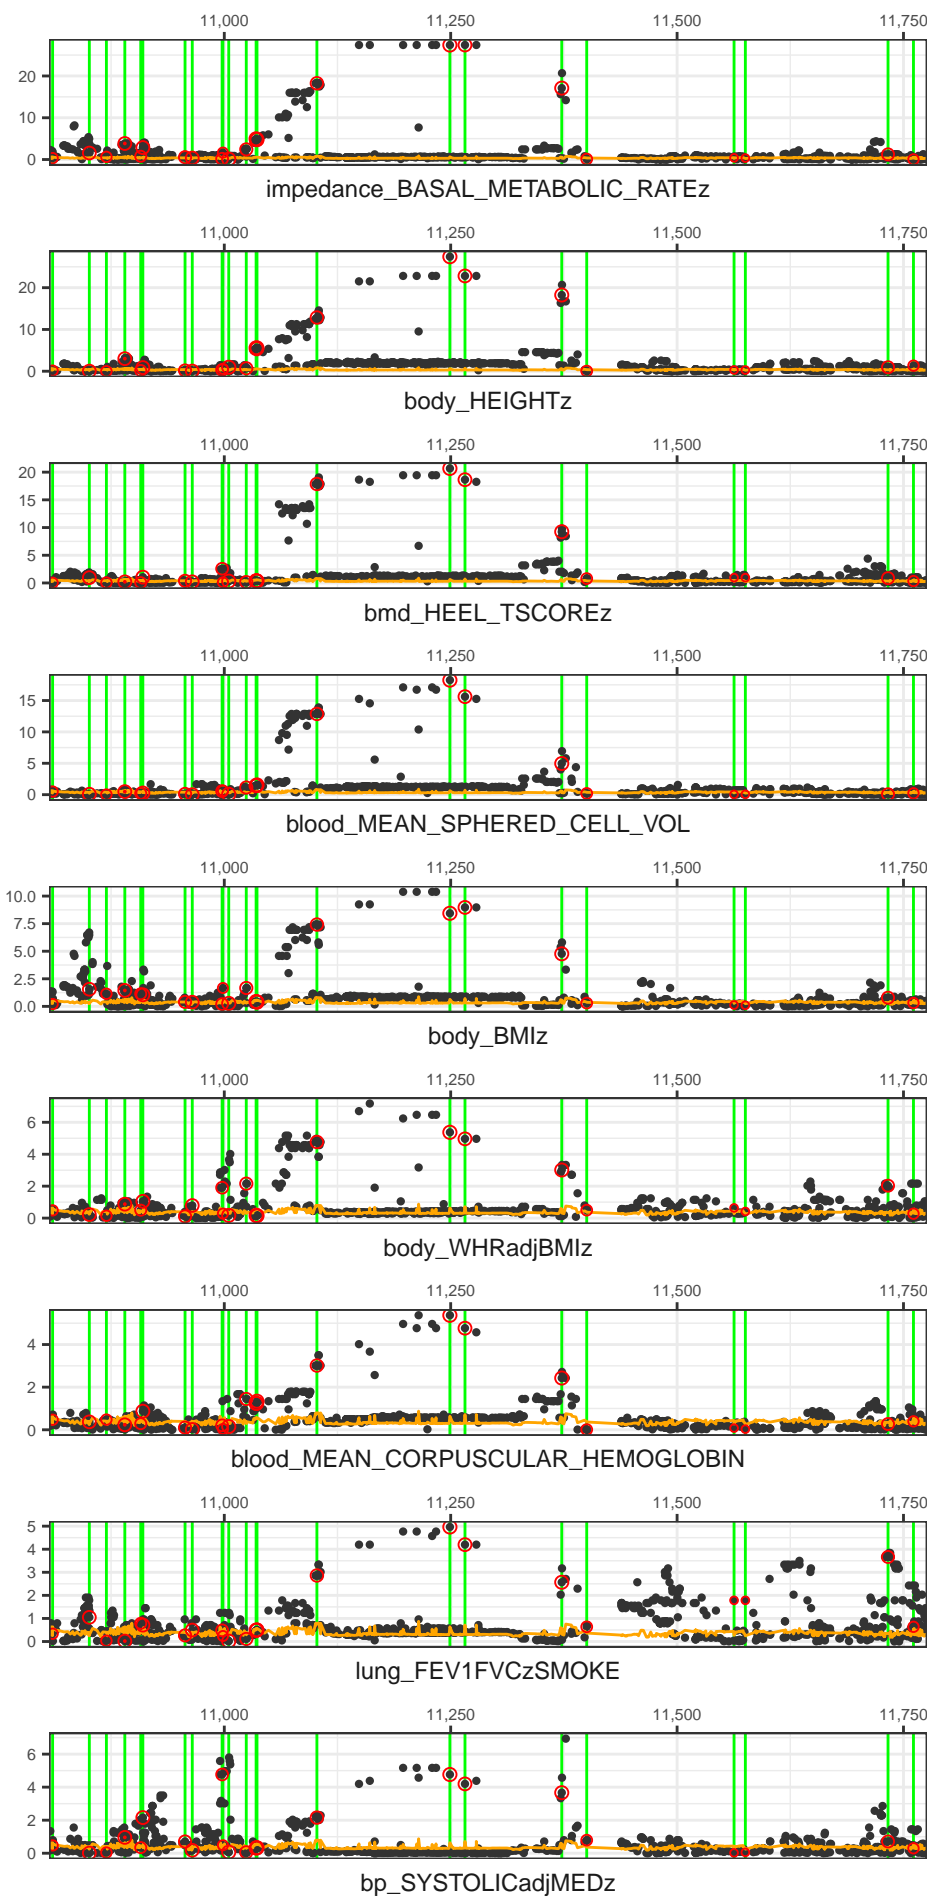 11,000 11,250 11,500 11,750
20
10
0
impedance_BASAL_METABOLIC_RATEz
11,000 11,250 11,500 11,750
20
10
0
body_HEIGHTz
11,000 11,250 11,500 11,750
20
15
10
5
0
bmd_HEEL_TSCOREz
11,000 11,250 11,500 11,750
15
10
5
0
blood_MEAN_SPHERED_CELL_VOL
11,000 11,250 11,500 11,750
10.0
7.5
5.0
2.5
0.0
body_BMIz
11,000 11,250 11,500 11,750
6
4
2
0
body_WHRadjBMIz
11,000 11,250 11,500 11,750
4
2
0
blood_MEAN_CORPUSCULAR_HEMOGLOBIN
11,000 11,250 11,500 11,750
5
4
3
2
1
0
lung_FEV1FVCzSMOKE
11,000 11,250 11,500 11,750
6
4
2
0
bp_SYSTOLICadjMEDz